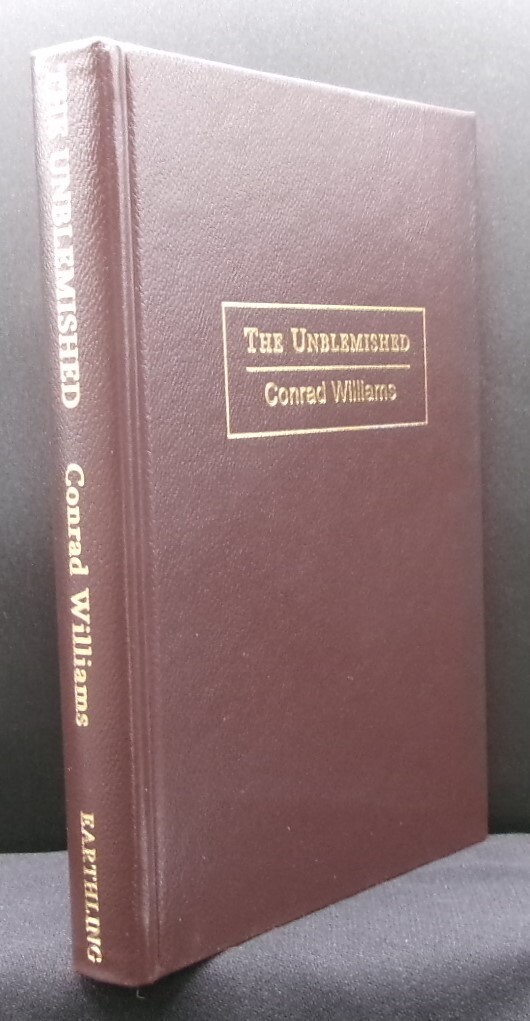 THE UNBLEMISHED
Conrad Williams
EARTHLING
THE UNBLEMISHED
Conrad Williams